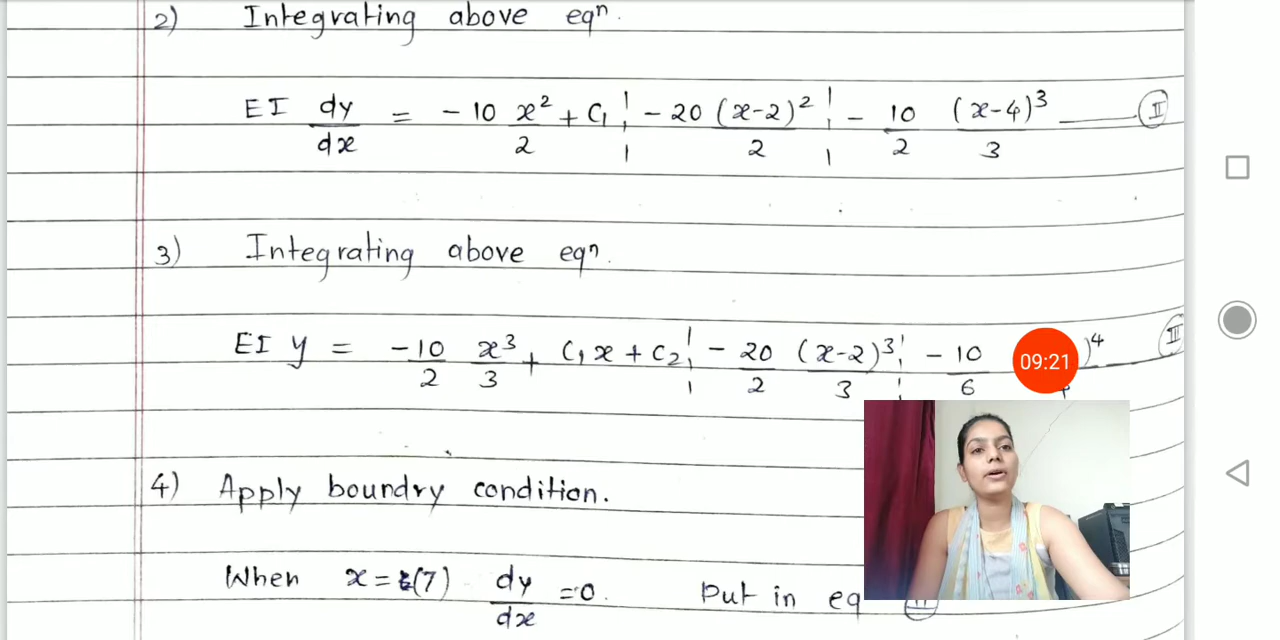 2) Integrating above eqⁿ.
EI dy/dx = -10 x²/2 + C₁ ¦ - 20 (x-2)²/2 ¦ - 10/2 (x-4)³/3 —— Ⅱ
3) Integrating above eqⁿ.
EI y = -10/2 x³/3 + C₁x + C₂ ¦ - 20/2 (x-2)³/3 ¦ - 10/6 )⁴ —— Ⅲ
09:21
4) Apply boundry condition.
When x = (7) dy/dx = 0. Put in eq